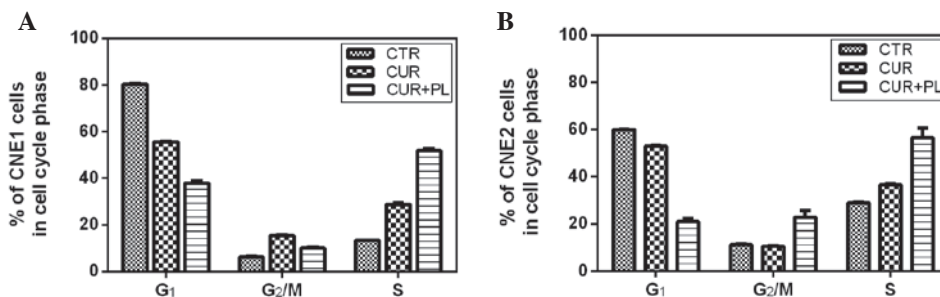 A
% of CNE1 cells
in cell cycle phase
100
80
60
40
20
0
CTR
CUR
CUR+PL
G1
G2/M
S
B
% of CNE2 cells
in cell cycle phase
100
80
60
40
20
0
CTR
CUR
CUR+PL
G1
G2/M
S